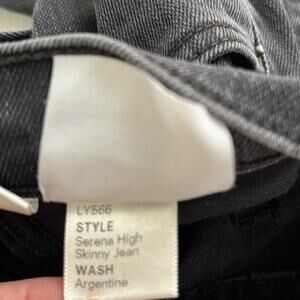 LY566
STYLE
Serena High
Skinny Jean
WASH
Argentine